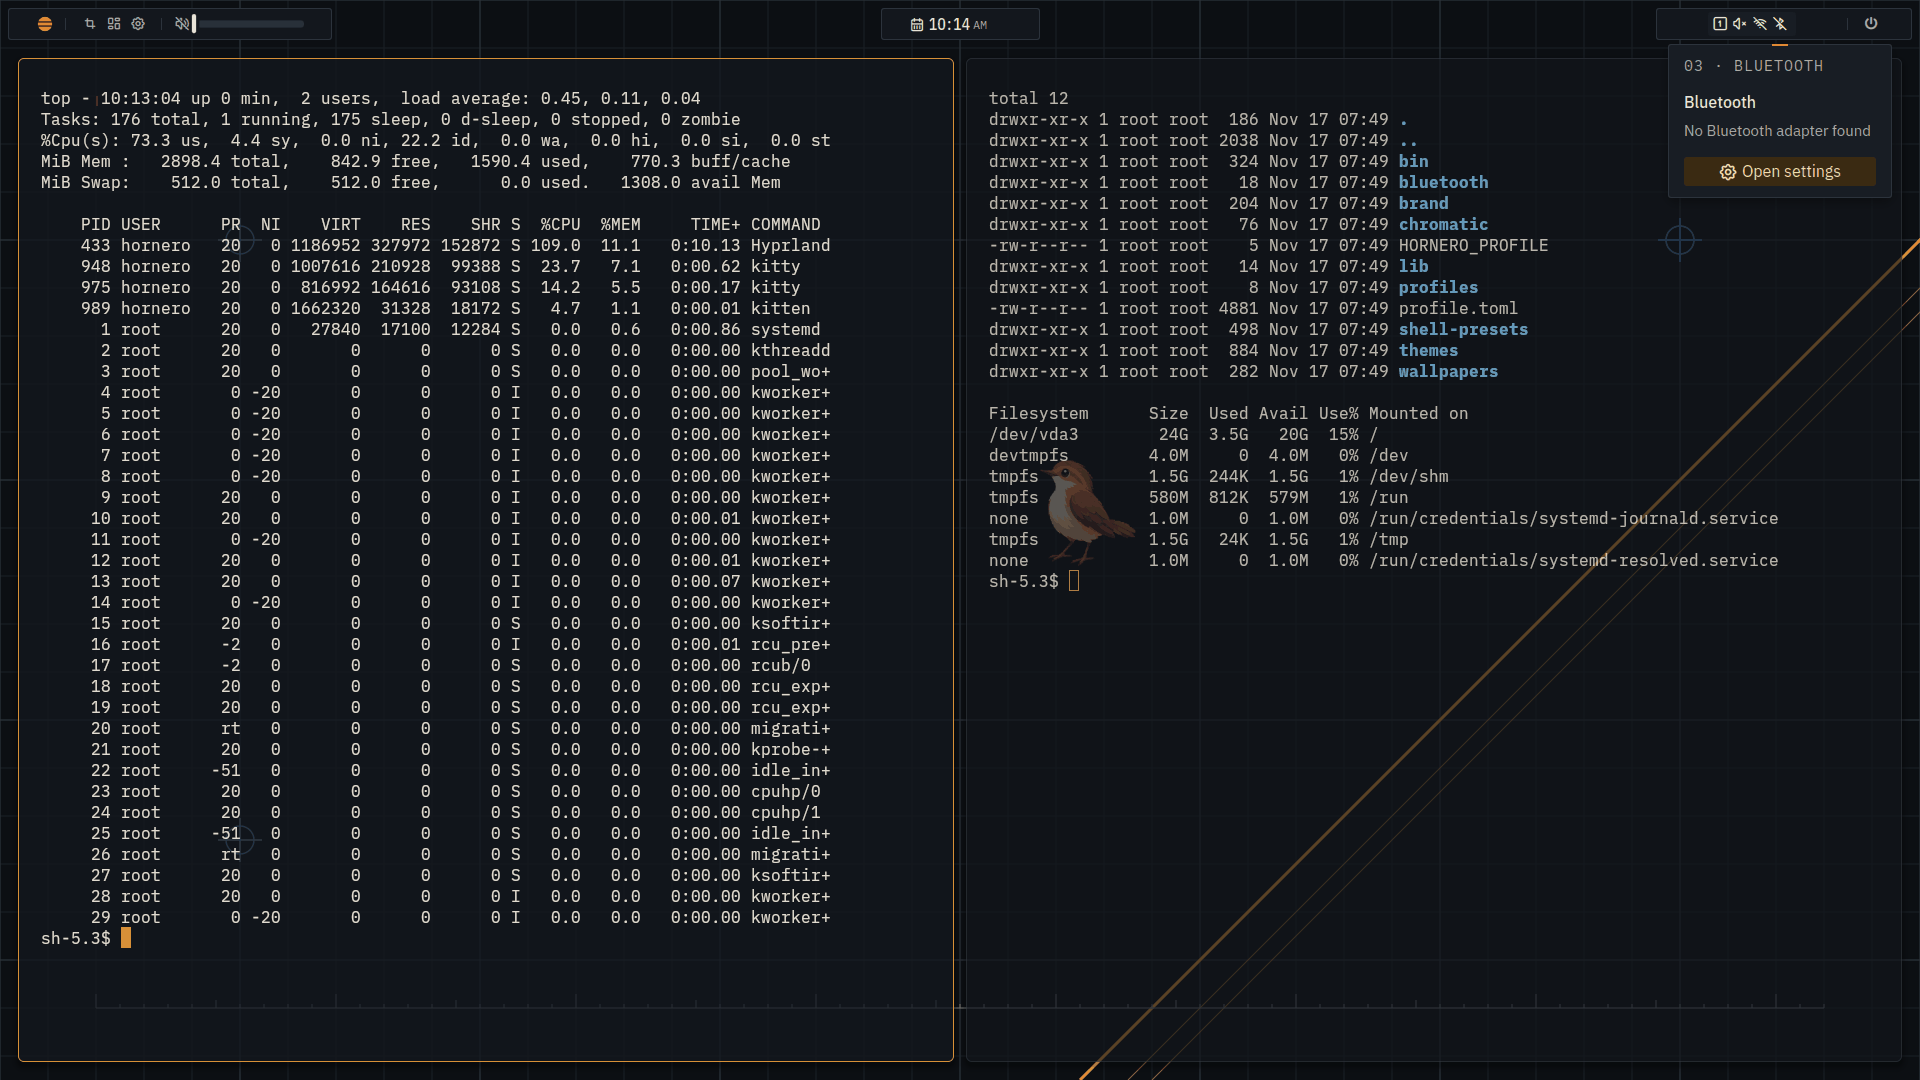 10:14 AM
1
top - 10:13:04 up 0 min,  2 users,  load average: 0.45, 0.11, 0.04
Tasks: 176 total, 1 running, 175 sleep, 0 d-sleep, 0 stopped, 0 zombie
%Cpu(s): 73.3 us,  4.4 sy,  0.0 ni, 22.2 id,  0.0 wa,  0.0 hi,  0.0 si,  0.0 st
MiB Mem :   2898.4 total,    842.9 free,   1590.4 used,    770.3 buff/cache
MiB Swap:    512.0 total,    512.0 free,      0.0 used.   1308.0 avail Mem
PID USER      PR  NI    VIRT    RES    SHR S  %CPU  %MEM     TIME+ COMMAND
433 hornero   20   0 1186952 327972 152872 S 109.0  11.1   0:10.13 Hyprland
948 hornero   20   0 1007616 210928  99388 S  23.7   7.1   0:00.62 kitty
975 hornero   20   0  816992 164616  93108 S  14.2   5.5   0:00.17 kitty
989 hornero   20   0 1662320  31328  18172 S   4.7   1.1   0:00.01 kitten
1 root      20   0   27840  17100  12284 S   0.0   0.6   0:00.86 systemd
2 root      20   0       0      0      0 S   0.0   0.0   0:00.00 kthreadd
3 root      20   0       0      0      0 S   0.0   0.0   0:00.00 pool_wo+
4 root       0 -20       0      0      0 I   0.0   0.0   0:00.00 kworker+
5 root       0 -20       0      0      0 I   0.0   0.0   0:00.00 kworker+
6 root       0 -20       0      0      0 I   0.0   0.0   0:00.00 kworker+
7 root       0 -20       0      0      0 I   0.0   0.0   0:00.00 kworker+
8 root       0 -20       0      0      0 I   0.0   0.0   0:00.00 kworker+
9 root      20   0       0      0      0 I   0.0   0.0   0:00.00 kworker+
10 root      20   0       0      0      0 I   0.0   0.0   0:00.01 kworker+
11 root       0 -20       0      0      0 I   0.0   0.0   0:00.00 kworker+
12 root      20   0       0      0      0 I   0.0   0.0   0:00.01 kworker+
13 root      20   0       0      0      0 I   0.0   0.0   0:00.07 kworker+
14 root       0 -20       0      0      0 I   0.0   0.0   0:00.00 kworker+
15 root      20   0       0      0      0 S   0.0   0.0   0:00.00 ksoftir+
16 root      -2   0       0      0      0 I   0.0   0.0   0:00.01 rcu_pre+
17 root      -2   0       0      0      0 S   0.0   0.0   0:00.00 rcub/0
18 root      20   0       0      0      0 S   0.0   0.0   0:00.00 rcu_exp+
19 root      20   0       0      0      0 S   0.0   0.0   0:00.00 rcu_exp+
20 root      rt   0       0      0      0 S   0.0   0.0   0:00.00 migrati+
21 root      20   0       0      0      0 S   0.0   0.0   0:00.00 kprobe-+
22 root     -51   0       0      0      0 S   0.0   0.0   0:00.00 idle_in+
23 root      20   0       0      0      0 S   0.0   0.0   0:00.00 cpuhp/0
24 root      20   0       0      0      0 S   0.0   0.0   0:00.00 cpuhp/1
25 root     -51   0       0      0      0 S   0.0   0.0   0:00.00 idle_in+
26 root      rt   0       0      0      0 S   0.0   0.0   0:00.00 migrati+
27 root      20   0       0      0      0 S   0.0   0.0   0:00.00 ksoftir+
28 root      20   0       0      0      0 I   0.0   0.0   0:00.00 kworker+
29 root       0 -20       0      0      0 I   0.0   0.0   0:00.00 kworker+
sh-5.3$
total 12
drwxr-xr-x 1 root root  186 Nov 17 07:49 .
drwxr-xr-x 1 root root 2038 Nov 17 07:49 ..
drwxr-xr-x 1 root root  324 Nov 17 07:49 bin
drwxr-xr-x 1 root root   18 Nov 17 07:49 bluetooth
drwxr-xr-x 1 root root  204 Nov 17 07:49 brand
drwxr-xr-x 1 root root   76 Nov 17 07:49 chromatic
-rw-r--r-- 1 root root    5 Nov 17 07:49 HORNERO_PROFILE
drwxr-xr-x 1 root root   14 Nov 17 07:49 lib
drwxr-xr-x 1 root root    8 Nov 17 07:49 profiles
-rw-r--r-- 1 root root 4881 Nov 17 07:49 profile.toml
drwxr-xr-x 1 root root  498 Nov 17 07:49 shell-presets
drwxr-xr-x 1 root root  884 Nov 17 07:49 themes
drwxr-xr-x 1 root root  282 Nov 17 07:49 wallpapers
Filesystem      Size  Used Avail Use% Mounted on
/dev/vda3        24G  3.5G   20G  15% /
devtmpfs        4.0M     0  4.0M   0% /dev
tmpfs           1.5G  244K  1.5G   1% /dev/shm
tmpfs           580M  812K  579M   1% /run
none            1.0M     0  1.0M   0% /run/credentials/systemd-journald.service
tmpfs           1.5G   24K  1.5G   1% /tmp
none            1.0M     0  1.0M   0% /run/credentials/systemd-resolved.service
sh-5.3$
03 · BLUETOOTH
Bluetooth
No Bluetooth adapter found
Open settings